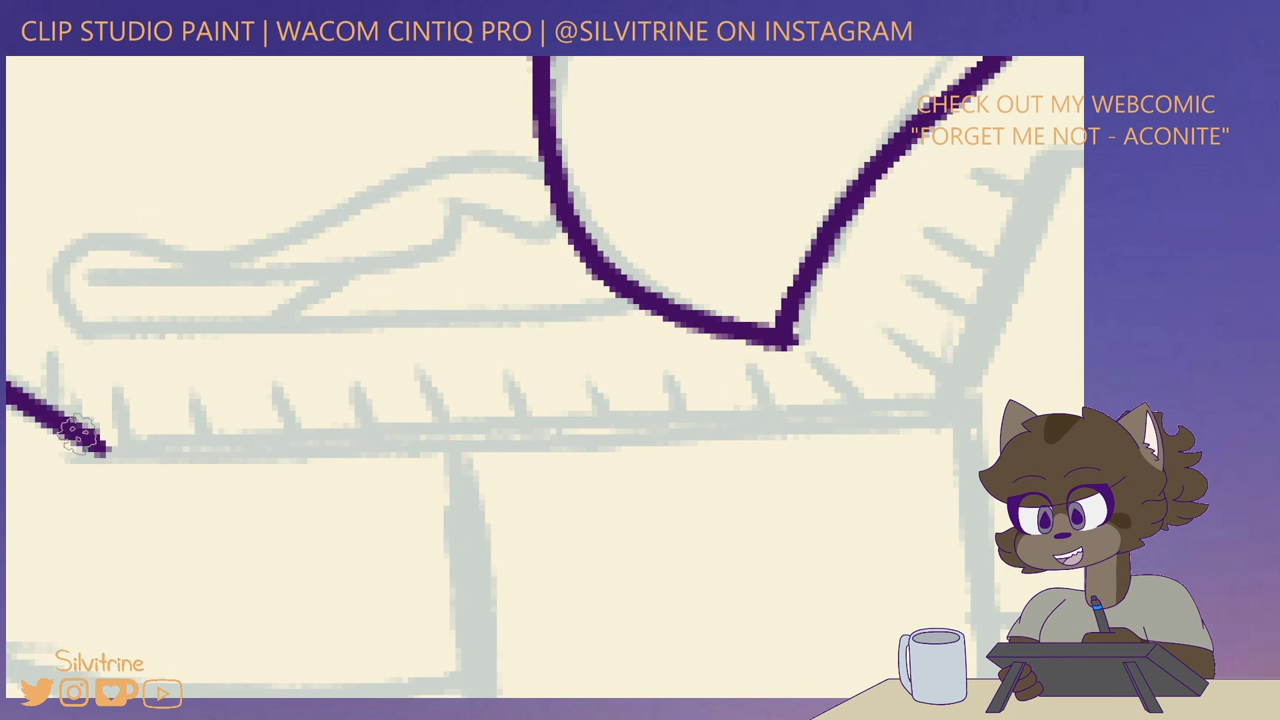 CLIP STUDIO PAINT | WACOM CINTIQ PRO | @SILVITRINE ON INSTAGRAM
CHECK OUT MY WEBCOMIC
"FORGET ME NOT - ACONITE"
Silvitrine